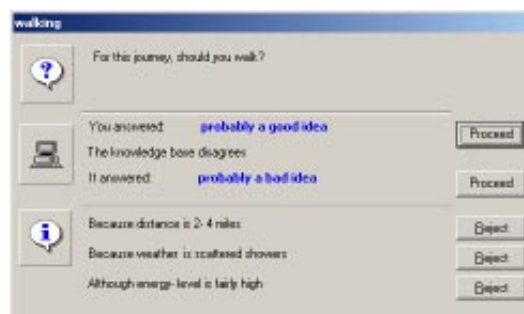 walking
For this journey, should you walk?
You answered: probably a good idea
Proceed
The knowledge base disagrees
It answered: probably a bad idea
Proceed
Because distance is 2-4 miles
Reject
Because weather is scattered showers
Reject
Although energy-level is fairly high
Reject